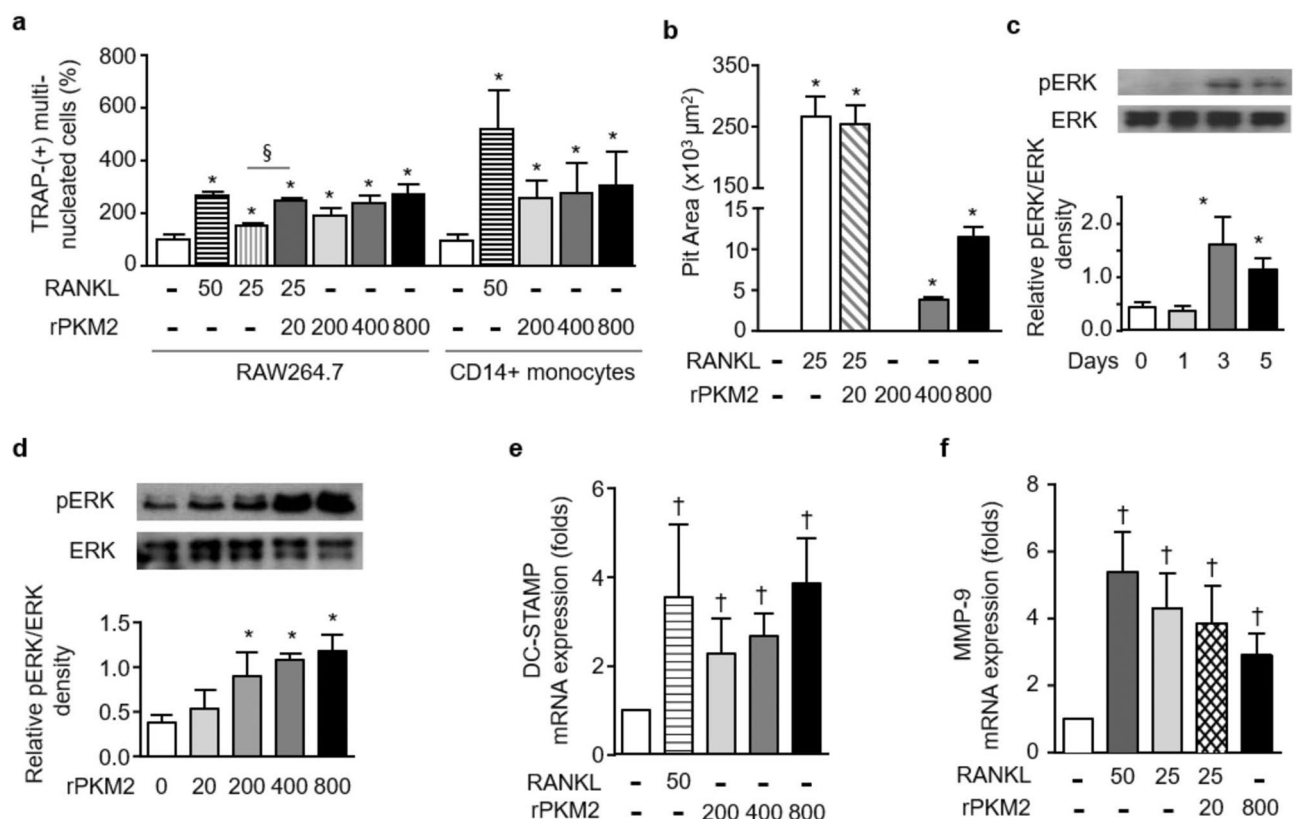 a
TRAP-(+) multi-
nucleated cells (%)
800
600
400
200
0
*
*
§
*
*
*
*
*
*
*
*
RANKL - 50 25 25 - - - - 50 - - -
rPKM2 - - - 20 200 400 800 - - 200 400 800
RAW264.7 CD14+ monocytes
b
Pit Area (x10³ µm²)
350
250
150
15
10
5
0
* * * *
RANKL - 25 25 - - -
rPKM2 - - 20 200 400 800
c
pERK
ERK
Relative pERK/ERK
density
2.0
1.0
0.0
* *
Days 0 1 3 5
d
pERK
ERK
Relative pERK/ERK
density
1.5
1.0
0.5
0.0
* * *
rPKM2 0 20 200 400 800
e
DC-STAMP
mRNA expression (folds)
6
4
2
0
† † † †
RANKL - 50 - - -
rPKM2 - - 200 400 800
f
MMP-9
mRNA expression (folds)
8
6
4
2
0
† † † †
RANKL - 50 25 25 -
rPKM2 - - - 20 800